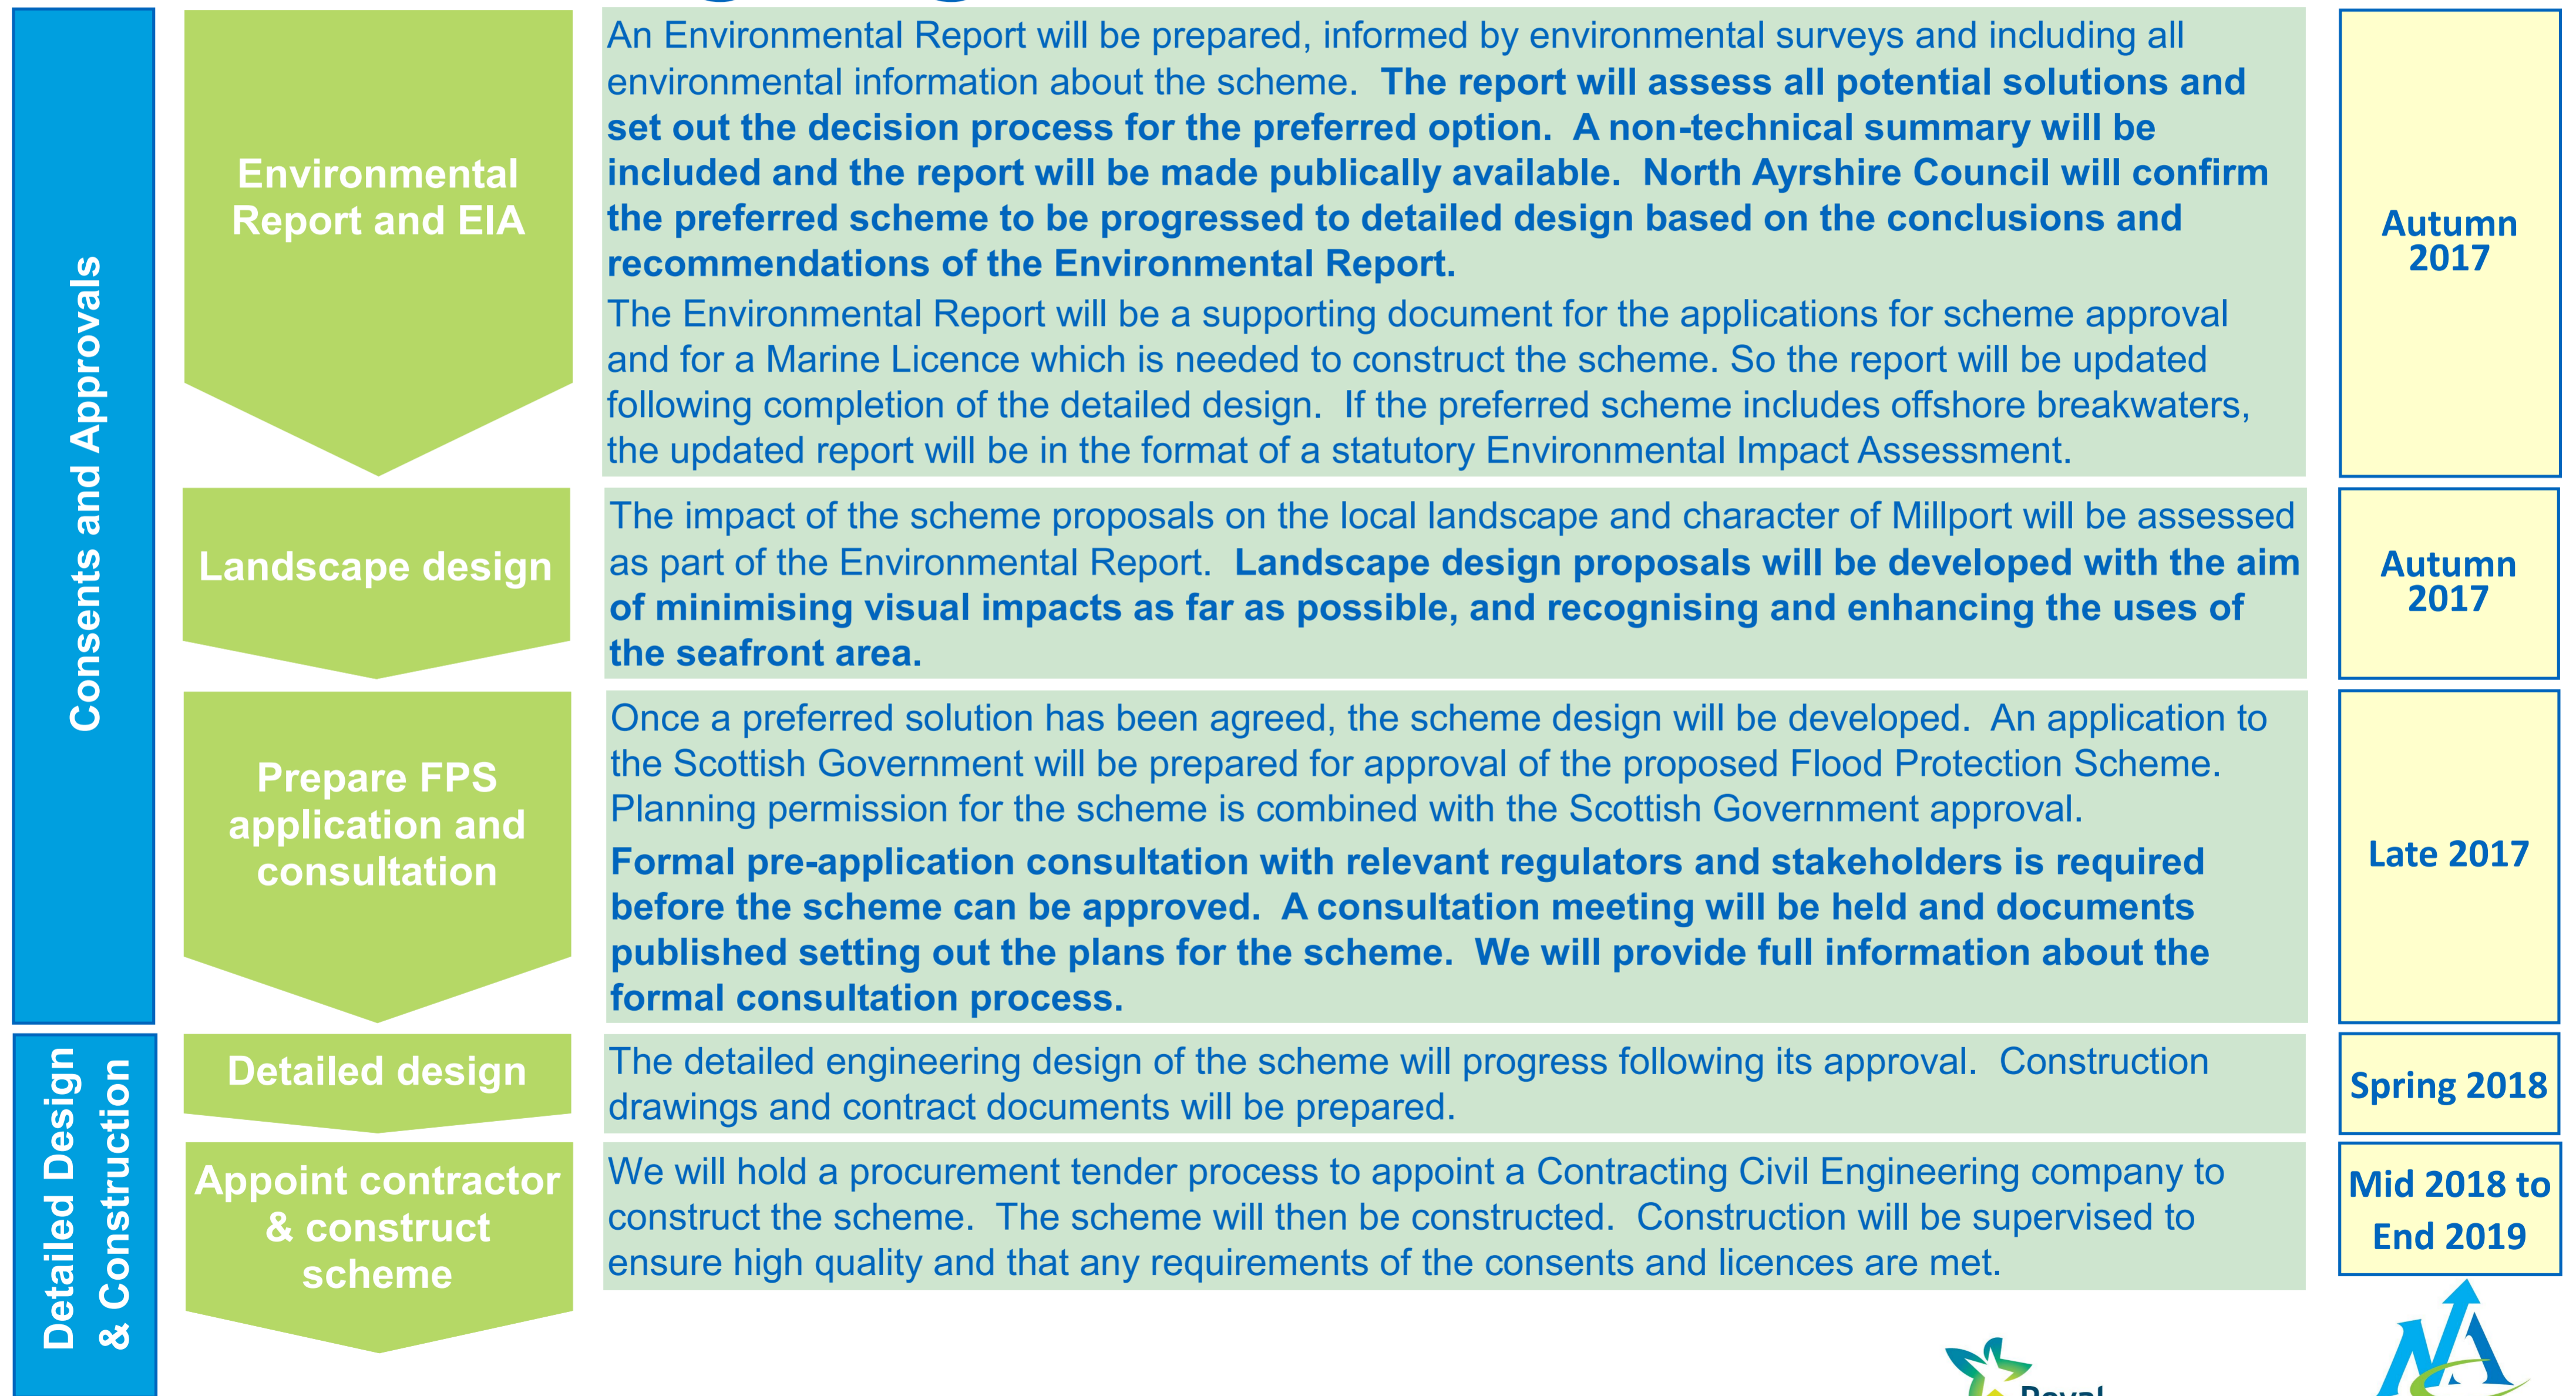 Consents and Approvals
Environmental
Report and EIA
An Environmental Report will be prepared, informed by environmental surveys and including all
environmental information about the scheme. The report will assess all potential solutions and
set out the decision process for the preferred option. A non-technical summary will be
included and the report will be made publically available. North Ayrshire Council will confirm
the preferred scheme to be progressed to detailed design based on the conclusions and
recommendations of the Environmental Report.
The Environmental Report will be a supporting document for the applications for scheme approval
and for a Marine Licence which is needed to construct the scheme. So the report will be updated
following completion of the detailed design. If the preferred scheme includes offshore breakwaters,
the updated report will be in the format of a statutory Environmental Impact Assessment.
Autumn
2017
Landscape design
The impact of the scheme proposals on the local landscape and character of Millport will be assessed
as part of the Environmental Report. Landscape design proposals will be developed with the aim
of minimising visual impacts as far as possible, and recognising and enhancing the uses of
the seafront area.
Autumn
2017
Prepare FPS
application and
consultation
Once a preferred solution has been agreed, the scheme design will be developed. An application to
the Scottish Government will be prepared for approval of the proposed Flood Protection Scheme.
Planning permission for the scheme is combined with the Scottish Government approval.
Formal pre-application consultation with relevant regulators and stakeholders is required
before the scheme can be approved. A consultation meeting will be held and documents
published setting out the plans for the scheme. We will provide full information about the
formal consultation process.
Late 2017
Detailed Design
& Construction
Detailed design
The detailed engineering design of the scheme will progress following its approval. Construction
drawings and contract documents will be prepared.
Spring 2018
Appoint contractor
& construct
scheme
We will hold a procurement tender process to appoint a Contracting Civil Engineering company to
construct the scheme. The scheme will then be constructed. Construction will be supervised to
ensure high quality and that any requirements of the consents and licences are met.
Mid 2018 to
End 2019
Royal